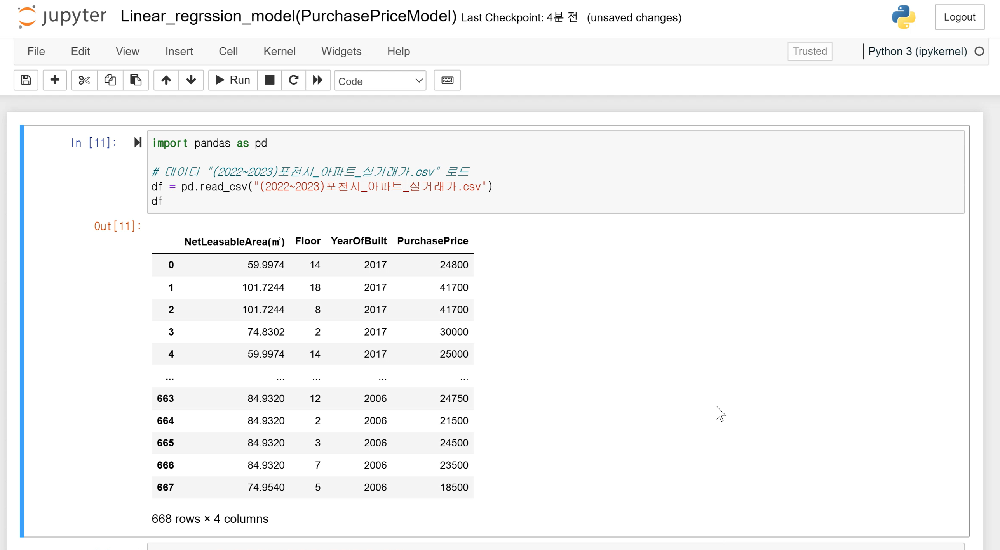 jupyter Linear_regrssion_model(PurchasePriceModel) Last Checkpoint: 4분 전 (unsaved changes) Logout
File Edit View Insert Cell Kernel Widgets Help Trusted Python 3 (ipykernel)
Run Code
In [11]: import pandas as pd
# 데이터 "(2022~2023)포천시_아파트_실거래가.csv" 로드
df = pd.read_csv("(2022~2023)포천시_아파트_실거래가.csv")
df
Out[11]:
NetLeasableArea(㎡) Floor YearOfBuilt PurchasePrice
0 59.9974 14 2017 24800
1 101.7244 18 2017 41700
2 101.7244 8 2017 41700
3 74.8302 2 2017 30000
4 59.9974 14 2017 25000
... ... ... ... ...
663 84.9320 12 2006 24750
664 84.9320 2 2006 21500
665 84.9320 3 2006 24500
666 84.9320 7 2006 23500
667 74.9540 5 2006 18500
668 rows × 4 columns